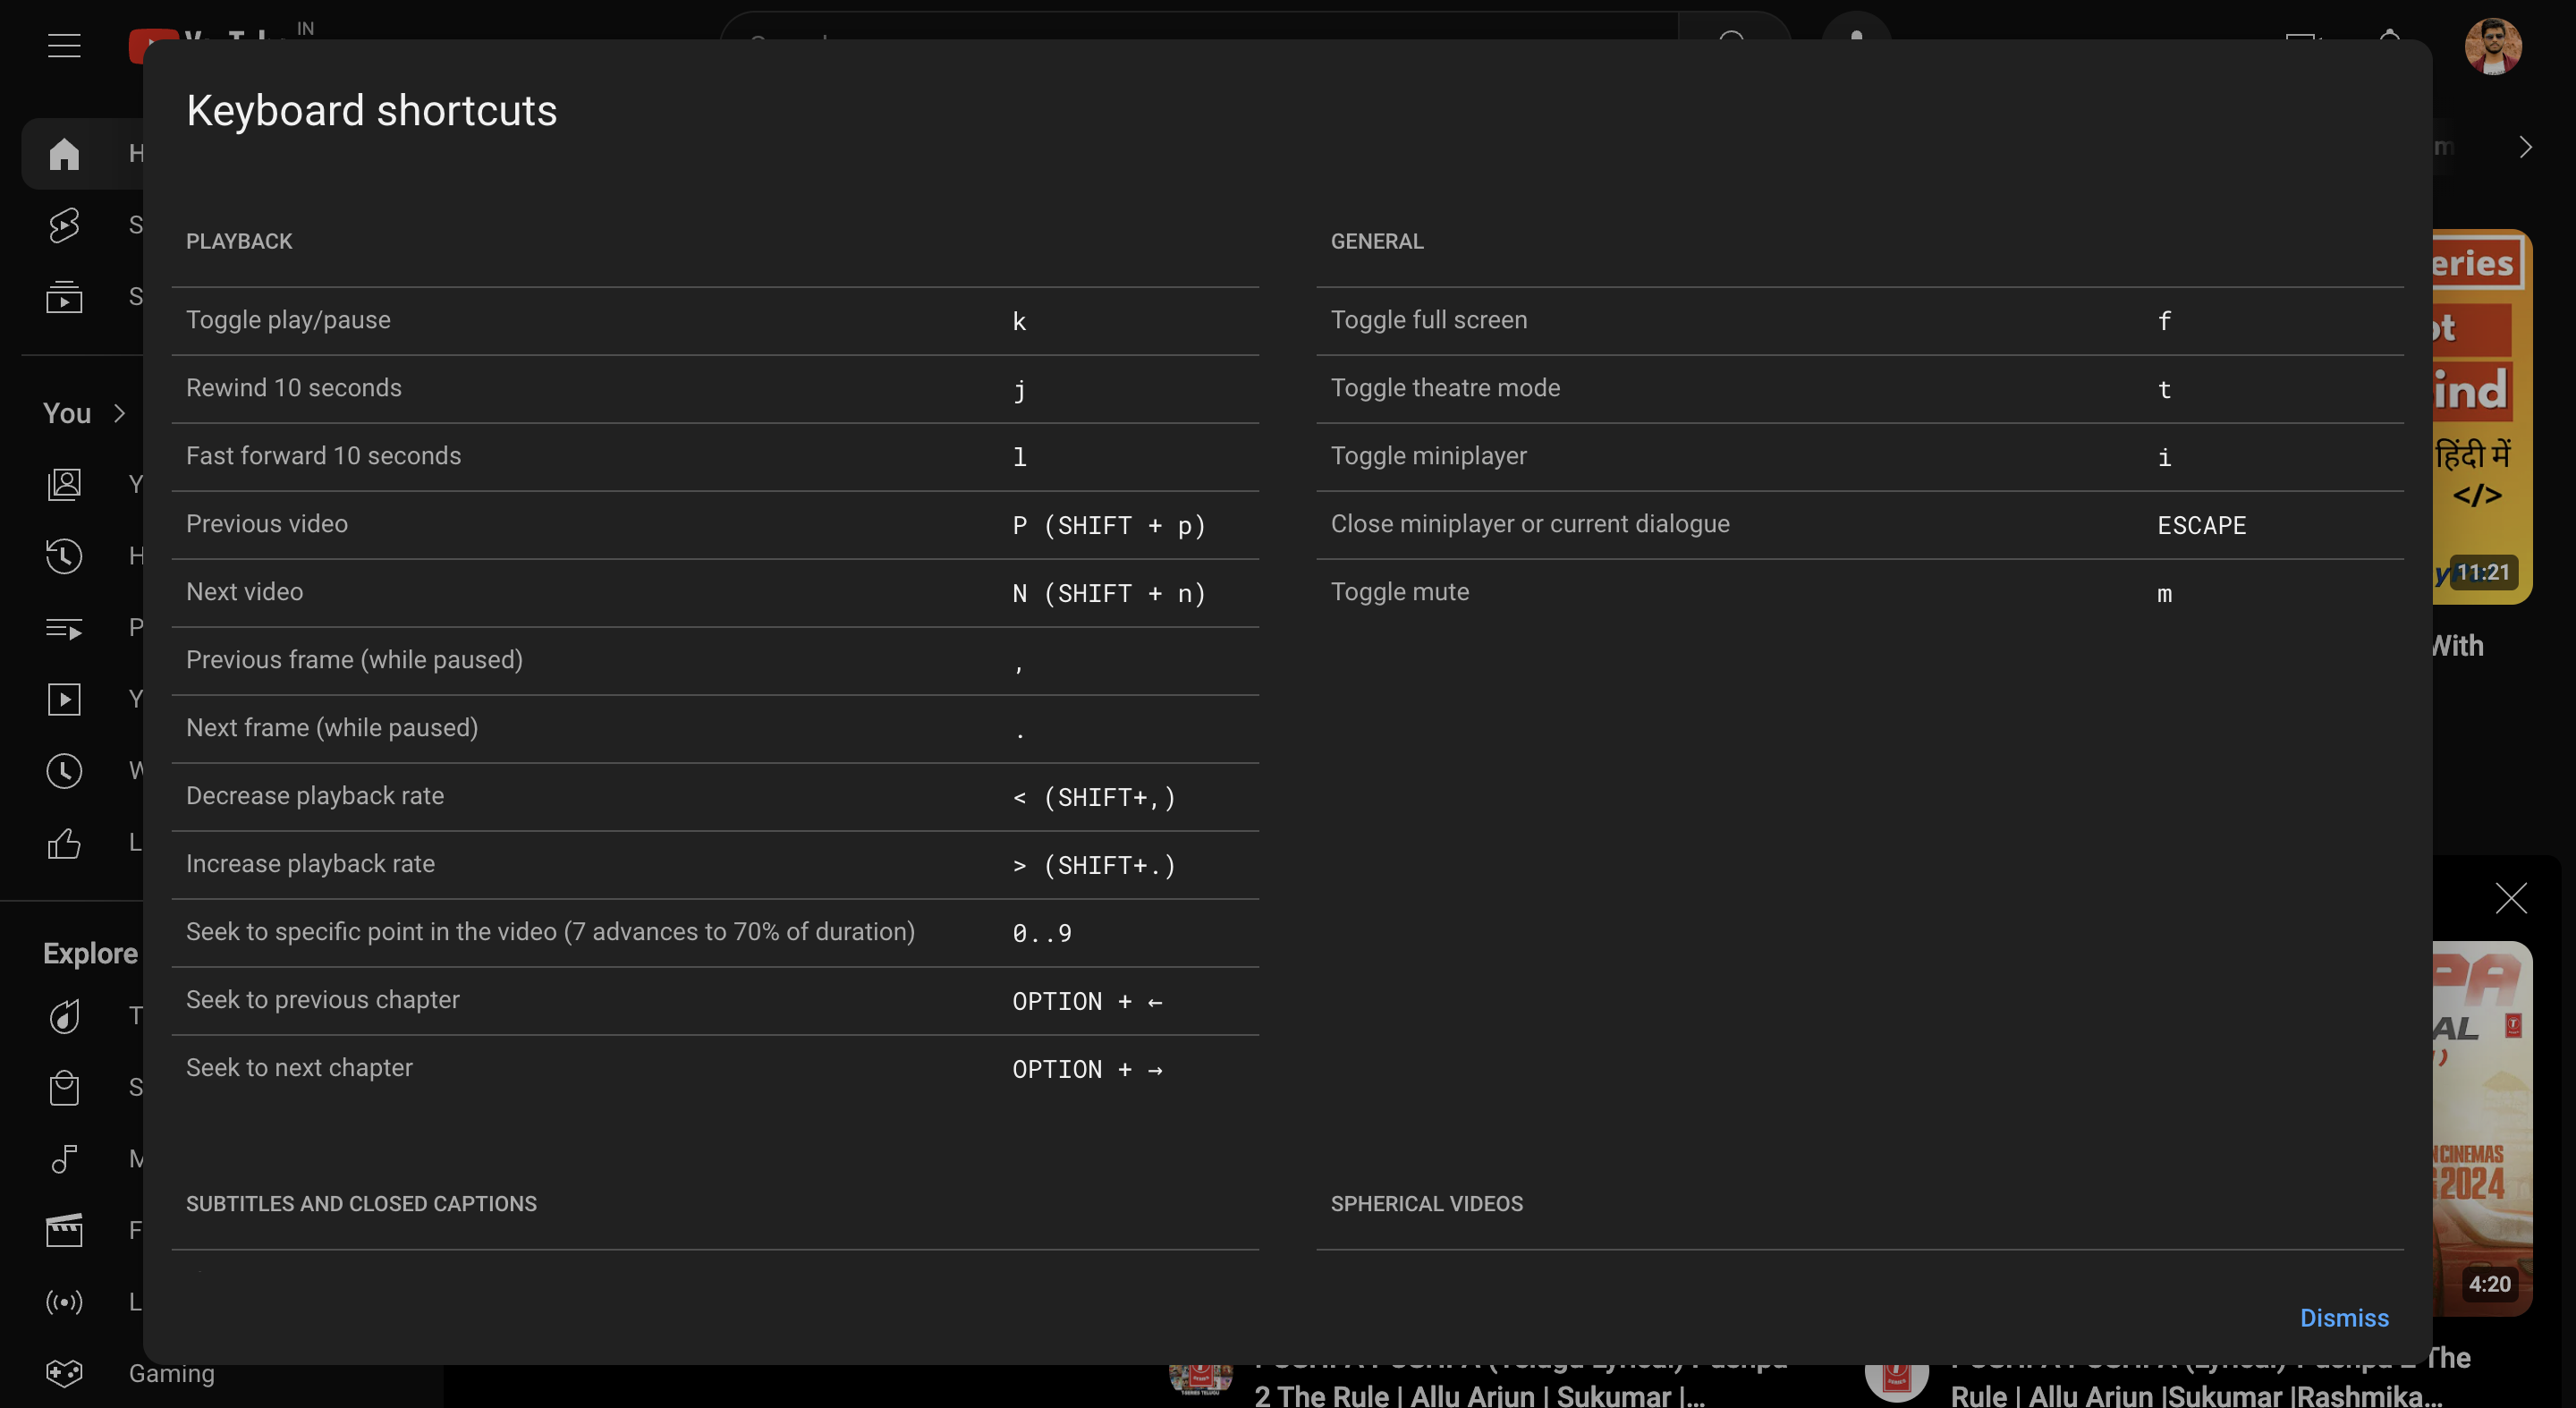 IN
Keyboard shortcuts
PLAYBACK
Toggle play/pause k
Rewind 10 seconds j
Fast forward 10 seconds l
Previous video P (SHIFT + p)
Next video N (SHIFT + n)
Previous frame (while paused) ,
Next frame (while paused) .
Decrease playback rate < (SHIFT+,)
Increase playback rate > (SHIFT+.)
Seek to specific point in the video (7 advances to 70% of duration) 0..9
Seek to previous chapter OPTION + ←
Seek to next chapter OPTION + →
GENERAL
Toggle full screen f
Toggle theatre mode t
Toggle miniplayer i
Close miniplayer or current dialogue ESCAPE
Toggle mute m
SUBTITLES AND CLOSED CAPTIONS
SPHERICAL VIDEOS
Dismiss
You
Explore
Gaming
eries
ot
ind
हिंदी में
</>
11:21
With
PA
AL
CINEMAS
2024
4:20
2 The Rule | Allu Arjun | Sukumar |...
The
Rule | Allu Arjun |Sukumar |Rashmika...